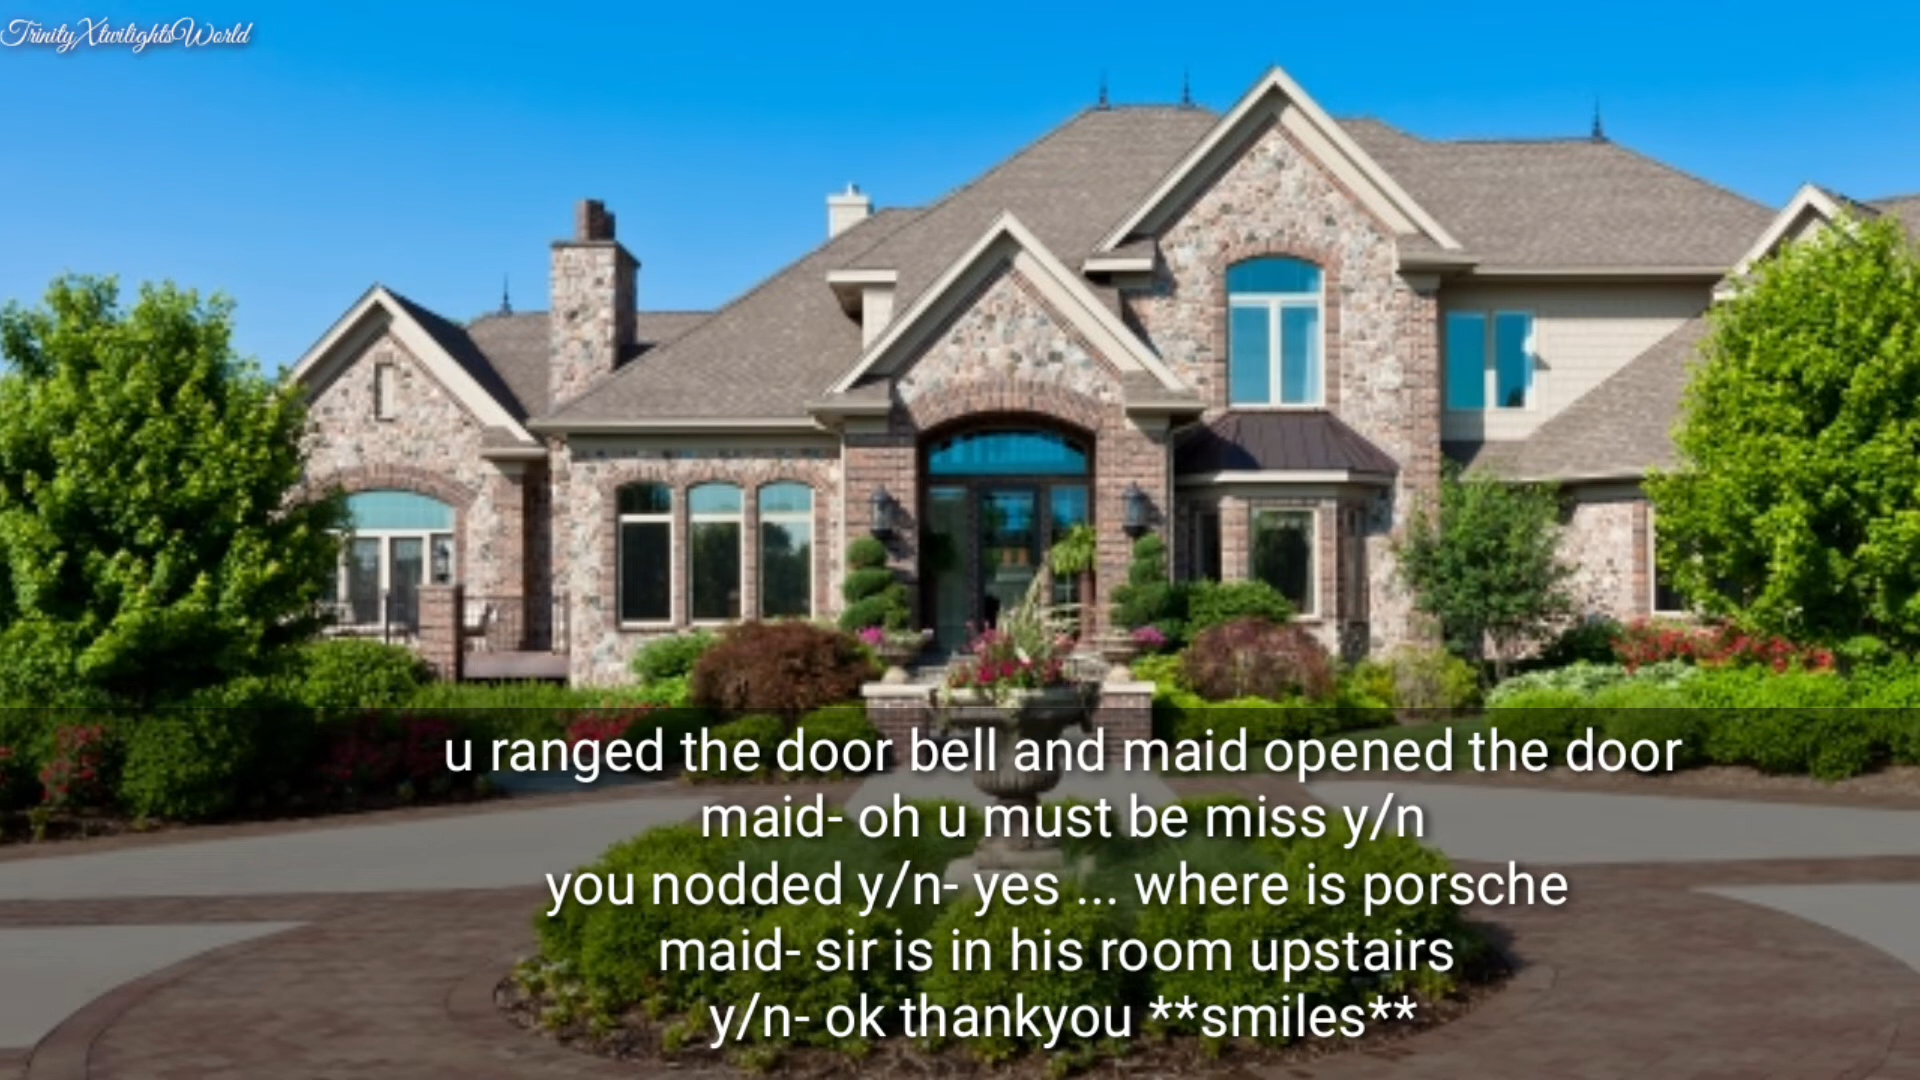 TrinityXtwilightsWorld
u ranged the door bell and maid opened the door
maid- oh u must be miss y/n
you nodded y/n- yes ... where is porsche
maid- sir is in his room upstairs
y/n- ok thankyou **smiles**